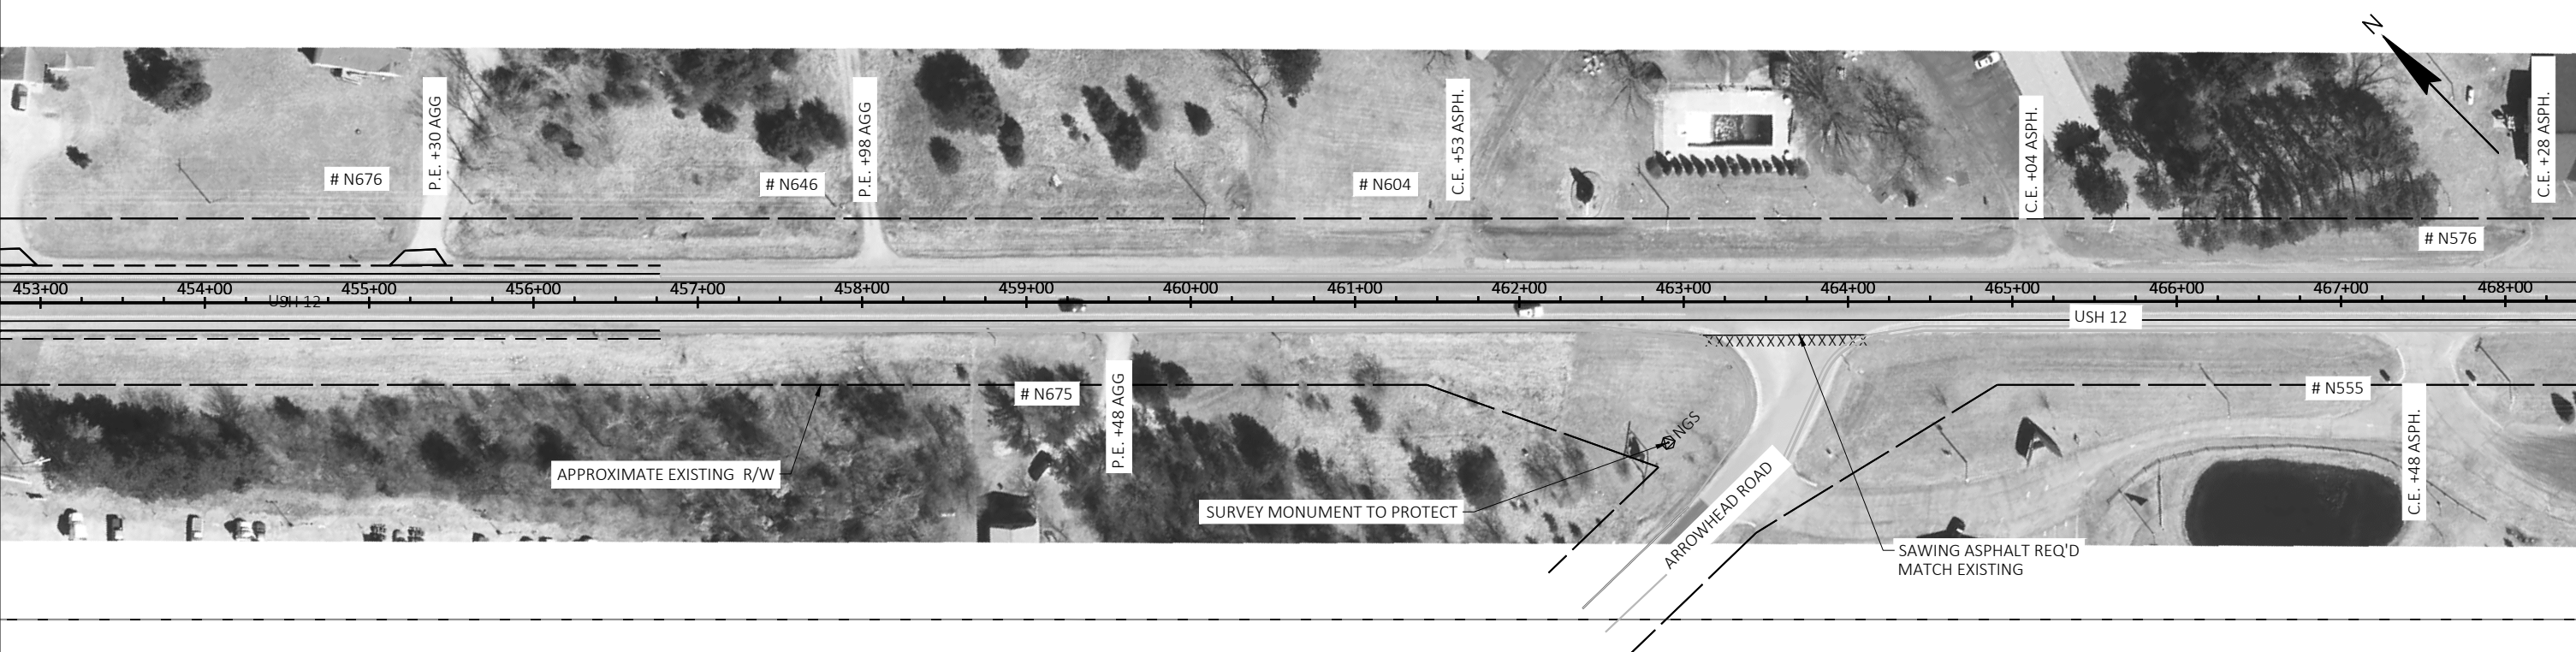 N
P.E. +30 AGG
P.E. +98 AGG
C.E. +53 ASPH.
C.E. +04 ASPH.
C.E. +28 ASPH.
# N676
# N646
# N604
# N576
453+00
454+00
455+00
456+00
457+00
458+00
459+00
460+00
461+00
462+00
463+00
464+00
465+00
466+00
467+00
468+00
USH 12
USH 12
# N675
P.E. +48 AGG
# N555
C.E. +48 ASPH.
NGS
APPROXIMATE EXISTING R/W
SURVEY MONUMENT TO PROTECT
ARROWHEAD ROAD
SAWING ASPHALT REQ'D
MATCH EXISTING